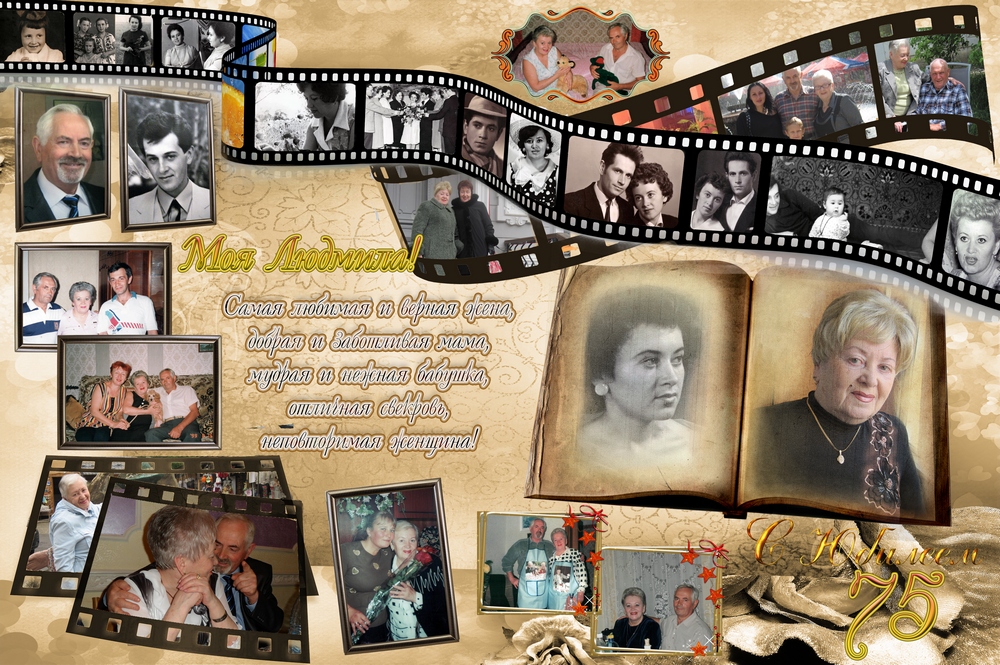 Моя Людмила!
Самая любимая и верная жена,
добрая и заботливая мама,
мудрая и нежная бабушка,
отличная свекровь,
неповторимая женщина!
С Юбилеем
75